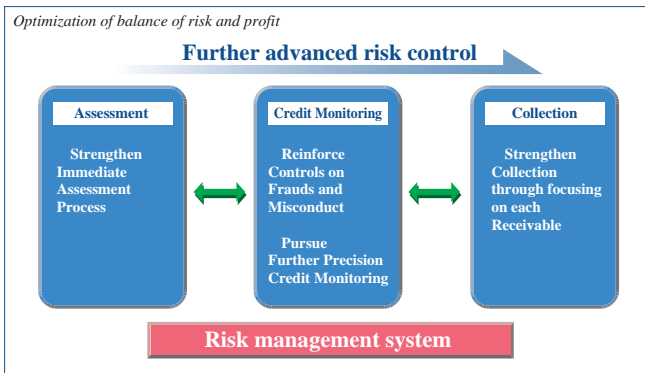 Optimization of balance of risk and profit
Further advanced risk control
Assessment
Strengthen
Immediate
Assessment
Process
Credit Monitoring
Reinforce
Controls on
Frauds and
Misconduct
Pursue
Further Precision
Credit Monitoring
Collection
Strengthen
Collection
through focusing
on each
Receivable
Risk management system